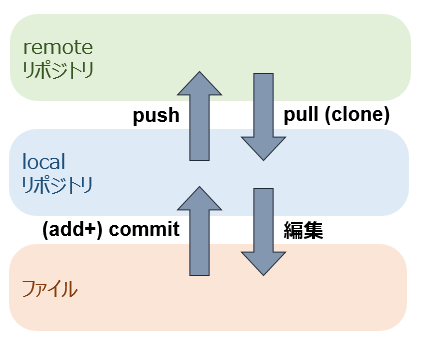 remote
リポジトリ
push
pull (clone)
local
リポジトリ
(add+) commit
編集
ファイル